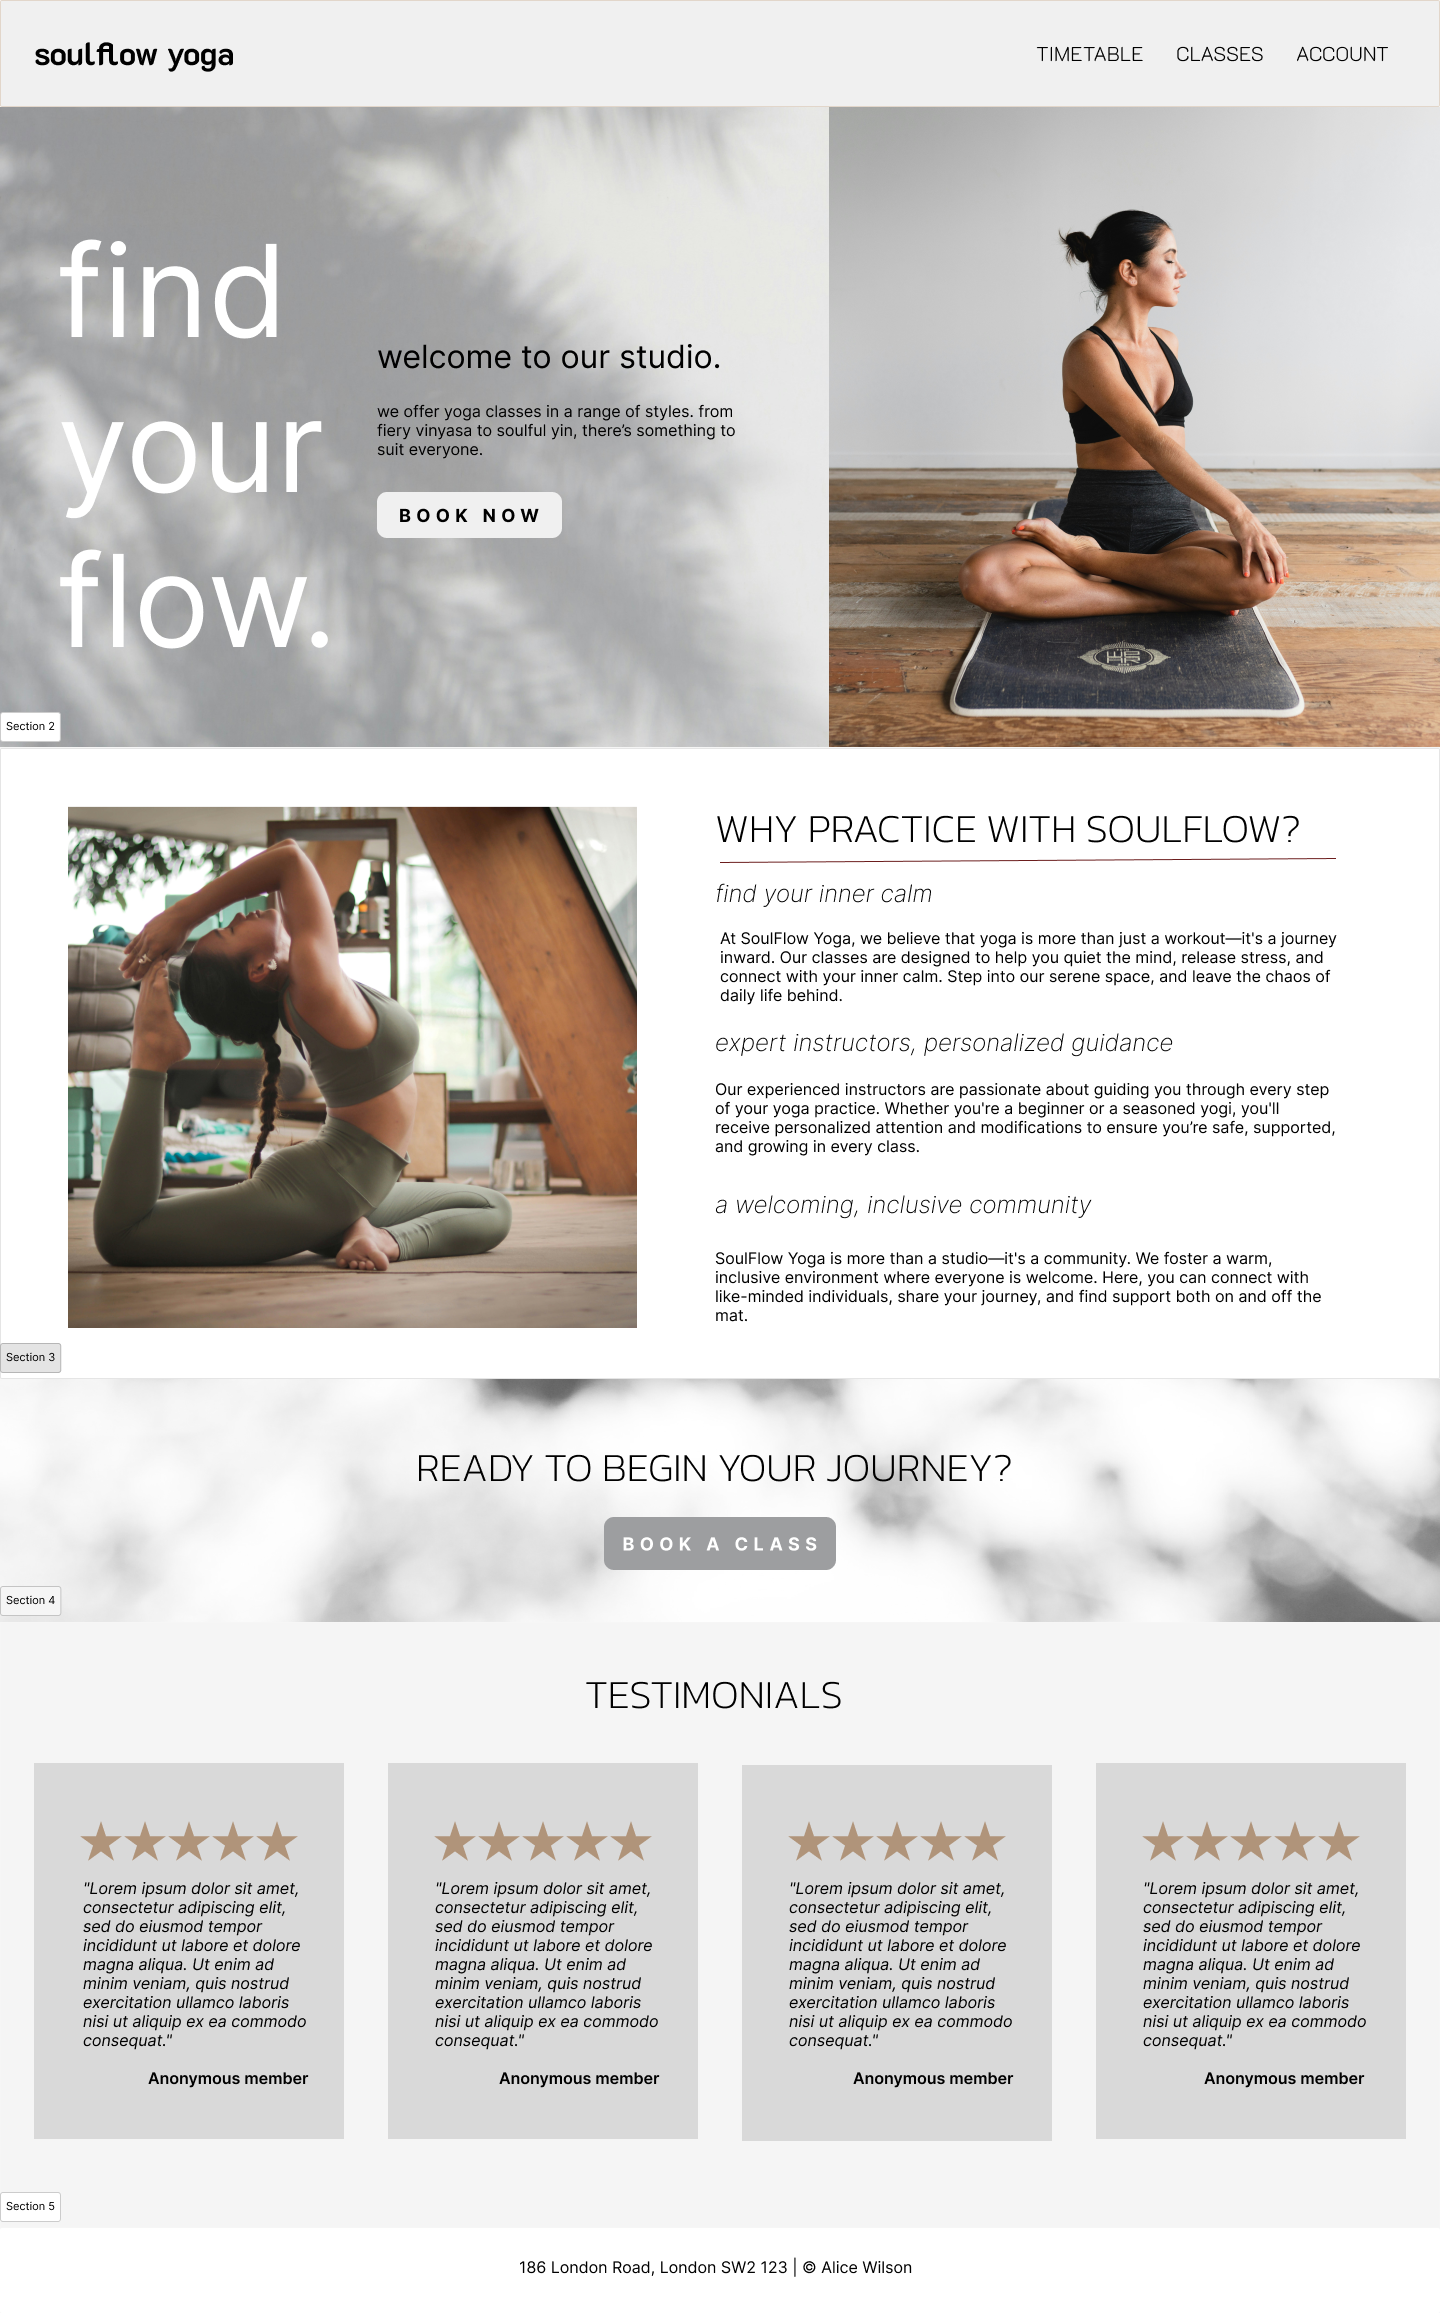 soulflow yoga
TIMETABLE CLASSES ACCOUNT
find
your
flow.
welcome to our studio.
we offer yoga classes in a range of styles. from
fiery vinyasa to soulful yin, there’s something to
suit everyone.
BOOK NOW
Section 2
WHY PRACTICE WITH SOULFLOW?
find your inner calm
At SoulFlow Yoga, we believe that yoga is more than just a workout—it's a journey
inward. Our classes are designed to help you quiet the mind, release stress, and
connect with your inner calm. Step into our serene space, and leave the chaos of
daily life behind.
expert instructors, personalized guidance
Our experienced instructors are passionate about guiding you through every step
of your yoga practice. Whether you're a beginner or a seasoned yogi, you'll
receive personalized attention and modifications to ensure you’re safe, supported,
and growing in every class.
a welcoming, inclusive community
SoulFlow Yoga is more than a studio—it's a community. We foster a warm,
inclusive environment where everyone is welcome. Here, you can connect with
like-minded individuals, share your journey, and find support both on and off the
mat.
Section 3
READY TO BEGIN YOUR JOURNEY?
BOOK A CLASS
Section 4
TESTIMONIALS
"Lorem ipsum dolor sit amet,
consectetur adipiscing elit,
sed do eiusmod tempor
incididunt ut labore et dolore
magna aliqua. Ut enim ad
minim veniam, quis nostrud
exercitation ullamco laboris
nisi ut aliquip ex ea commodo
consequat."
Anonymous member
"Lorem ipsum dolor sit amet,
consectetur adipiscing elit,
sed do eiusmod tempor
incididunt ut labore et dolore
magna aliqua. Ut enim ad
minim veniam, quis nostrud
exercitation ullamco laboris
nisi ut aliquip ex ea commodo
consequat."
Anonymous member
"Lorem ipsum dolor sit amet,
consectetur adipiscing elit,
sed do eiusmod tempor
incididunt ut labore et dolore
magna aliqua. Ut enim ad
minim veniam, quis nostrud
exercitation ullamco laboris
nisi ut aliquip ex ea commodo
consequat."
Anonymous member
"Lorem ipsum dolor sit amet,
consectetur adipiscing elit,
sed do eiusmod tempor
incididunt ut labore et dolore
magna aliqua. Ut enim ad
minim veniam, quis nostrud
exercitation ullamco laboris
nisi ut aliquip ex ea commodo
consequat."
Anonymous member
Section 5
186 London Road, London SW2 123 | © Alice Wilson